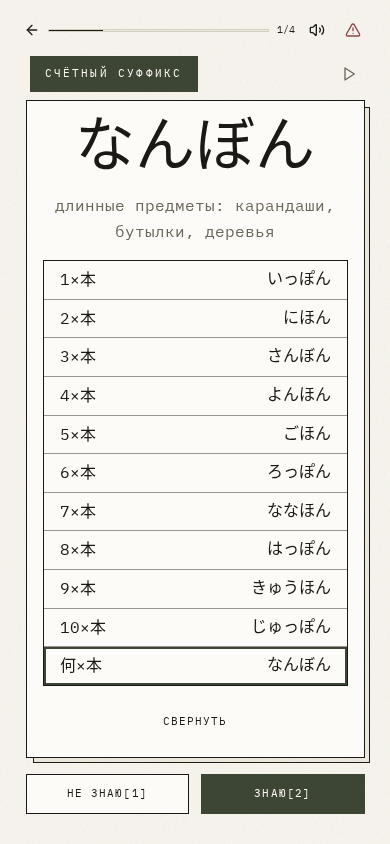 1/4
СЧЁТНЫЙ СУФФИКС
なんぼん
длинные предметы: карандаши,
бутылки, деревья
1×本 いっぽん
2×本 にほん
3×本 さんぼん
4×本 よんほん
5×本 ごほん
6×本 ろっぽん
7×本 ななほん
8×本 はっぽん
9×本 きゅうほん
10×本 じゅっぽん
何×本 なんぼん
СВЕРНУТЬ
НЕ ЗНАЮ[1] ЗНАЮ[2]